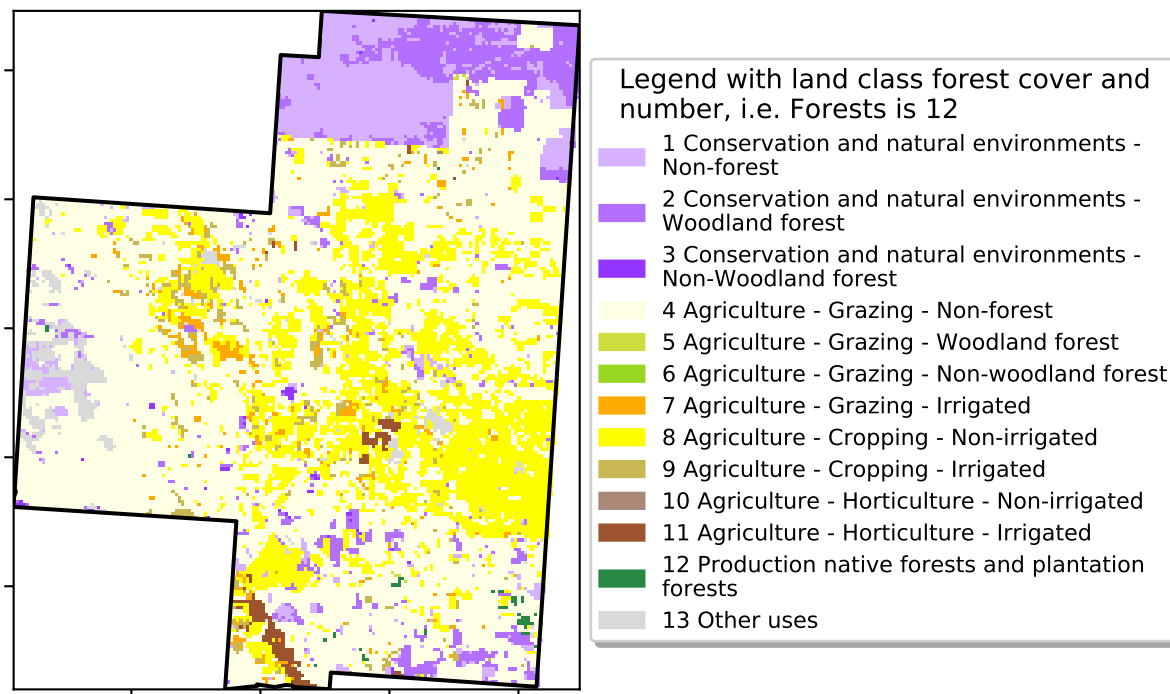 Legend with land class forest cover and
number, i.e. Forests is 12
1 Conservation and natural environments -
Non-forest
2 Conservation and natural environments -
Woodland forest
3 Conservation and natural environments -
Non-Woodland forest
4 Agriculture - Grazing - Non-forest
5 Agriculture - Grazing - Woodland forest
6 Agriculture - Grazing - Non-woodland forest
7 Agriculture - Grazing - Irrigated
8 Agriculture - Cropping - Non-irrigated
9 Agriculture - Cropping - Irrigated
10 Agriculture - Horticulture - Non-irrigated
11 Agriculture - Horticulture - Irrigated
12 Production native forests and plantation
forests
13 Other uses